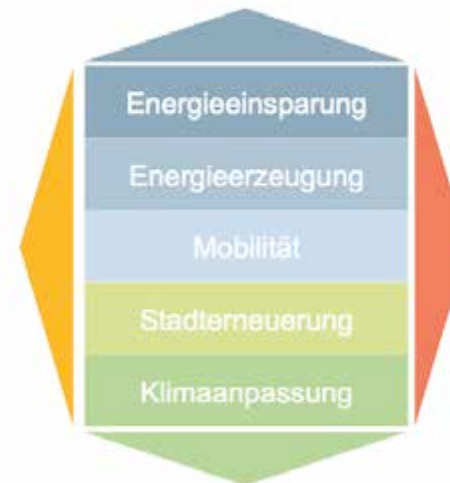 Energieeinsparung
Energieerzeugung
Mobilität
Stadterneuerung
Klimaanpassung